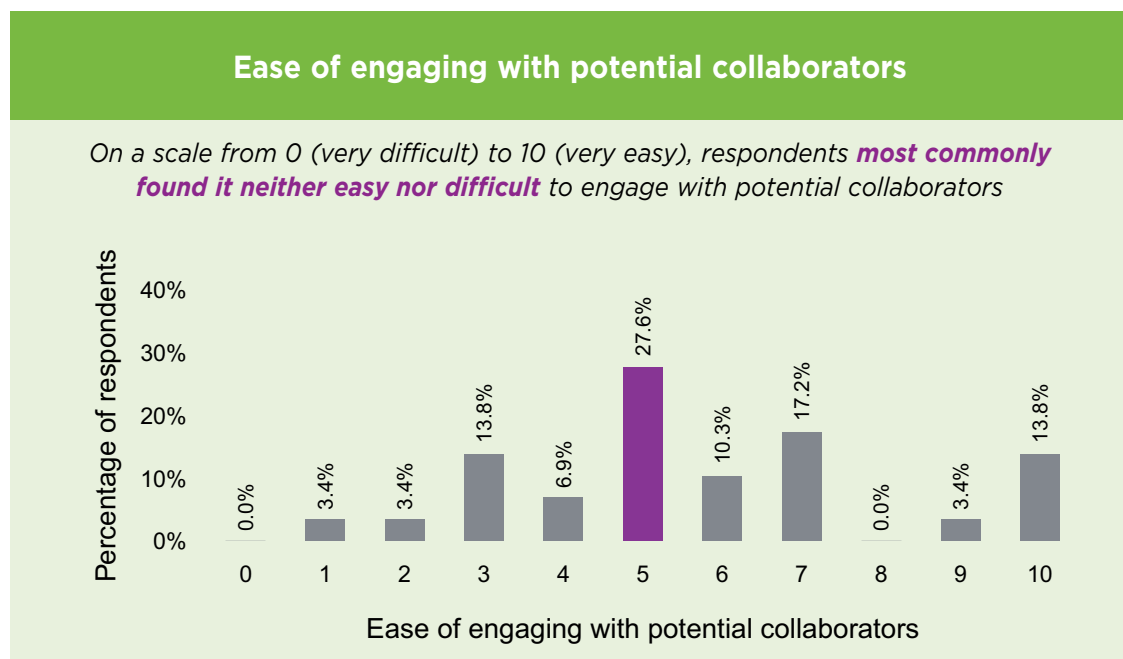 Ease of engaging with potential collaborators
On a scale from 0 (very difficult) to 10 (very easy), respondents most commonly
found it neither easy nor difficult to engage with potential collaborators
Percentage of respondents
40%
30%
20%
10%
0%
0.0%
3.4%
3.4%
13.8%
6.9%
27.6%
10.3%
17.2%
0.0%
3.4%
13.8%
0 1 2 3 4 5 6 7 8 9 10
Ease of engaging with potential collaborators